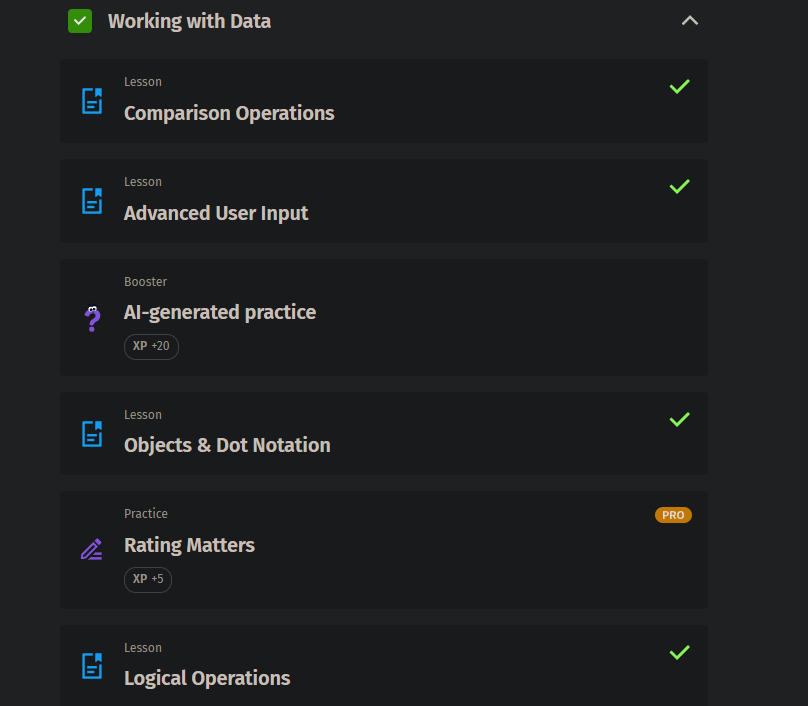 Working with Data
Lesson
Comparison Operations
Lesson
Advanced User Input
Booster
AI-generated practice
XP +20
Lesson
Objects & Dot Notation
Practice
PRO
Rating Matters
XP +5
Lesson
Logical Operations